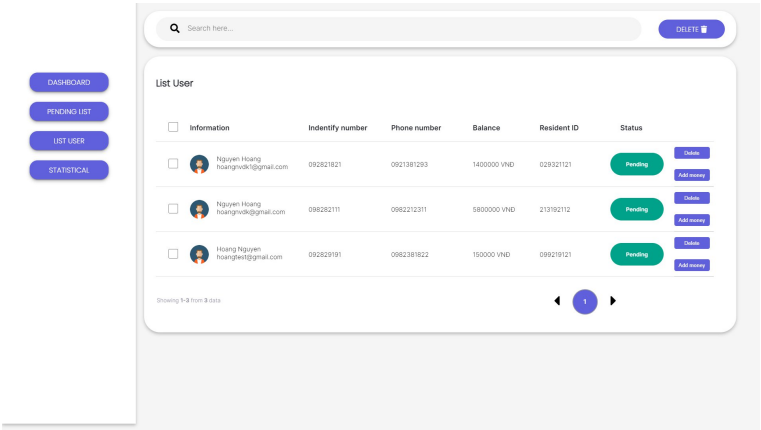 Search here...
DELETE
DASHBOARD
PENDING LIST
LIST USER
STATISTICAL
List User
Information Indentify number Phone number Balance Resident ID Status
Nguyen Hoang
hoangnvdk1@gmail.com
092821821 0921381293 1400000 VND 029321121 Pending
Delete
Add money
Nguyen Hoang
hoangnvdk@gmail.com
098282111 0982212311 5800000 VND 213192112 Pending
Delete
Add money
Hoang Nguyen
hoangtest@gmail.com
092829191 0982381822 150000 VND 099219121 Pending
Delete
Add money
Showing 1-3 from 3 data
1